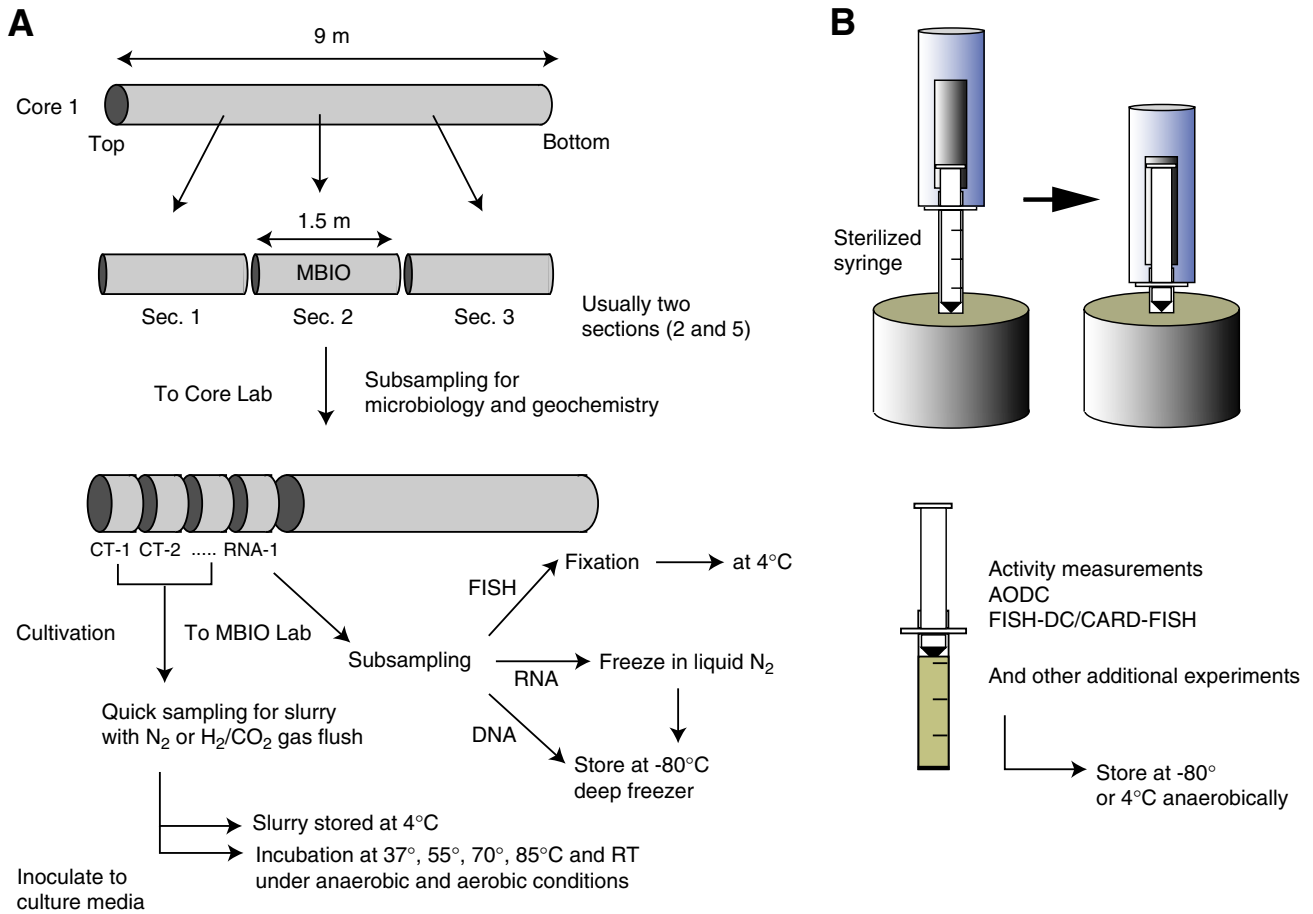 A
9 m
Core 1
Top
Bottom
1.5 m
MBIO
Sec. 1
Sec. 2
Sec. 3
Usually two
sections (2 and 5)
To Core Lab
Subsampling for
microbiology and geochemistry
CT-1 CT-2 ..... RNA-1
Cultivation
To MBIO Lab
Subsampling
FISH
Fixation
at 4°C
RNA
Freeze in liquid N₂
DNA
Store at -80°C
deep freezer
Quick sampling for slurry
with N₂ or H₂/CO₂ gas flush
Slurry stored at 4°C
Incubation at 37°, 55°, 70°, 85°C and RT
under anaerobic and aerobic conditions
Inoculate to
culture media
B
Sterilized
syringe
Activity measurements
AODC
FISH-DC/CARD-FISH
And other additional experiments
Store at -80°
or 4°C anaerobically